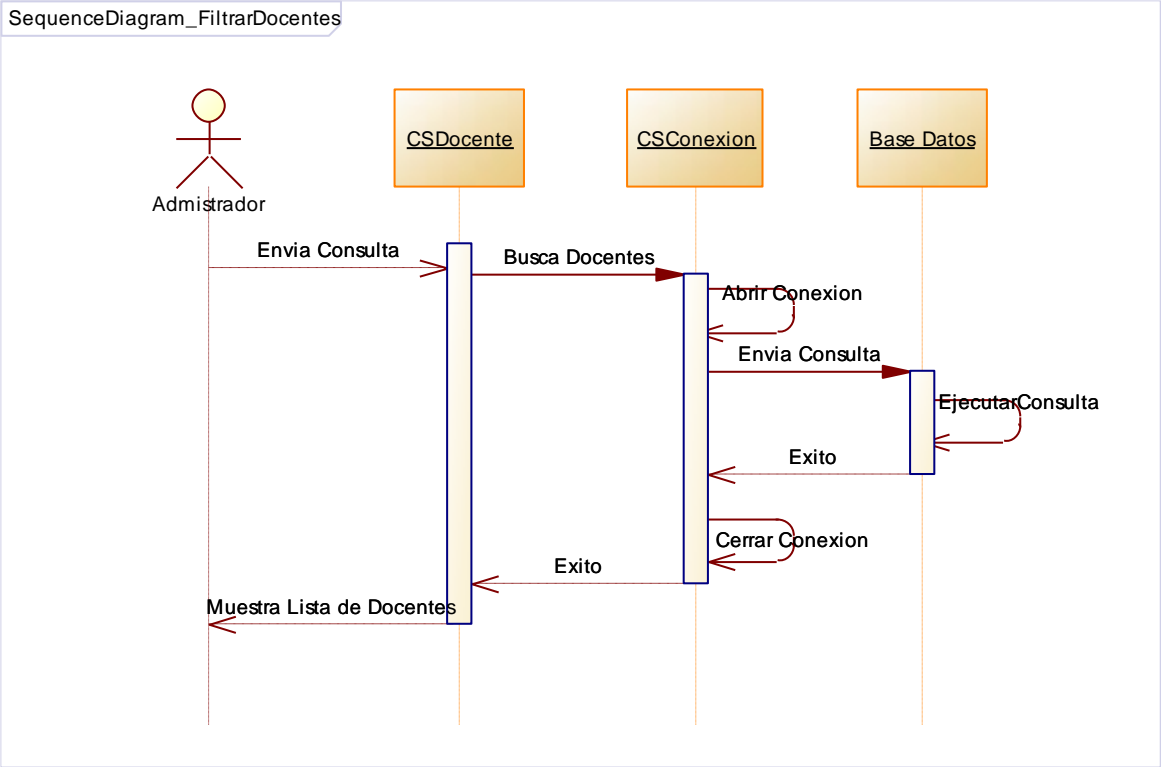 SequenceDiagram_FiltrarDocentes
CSDocente
CSConexion
Base Datos
Admistrador
Envia Consulta
Busca Docentes
Abrir Conexion
Envia Consulta
EjecutarConsulta
Exito
Cerrar Conexion
Exito
Muestra Lista de Docentes